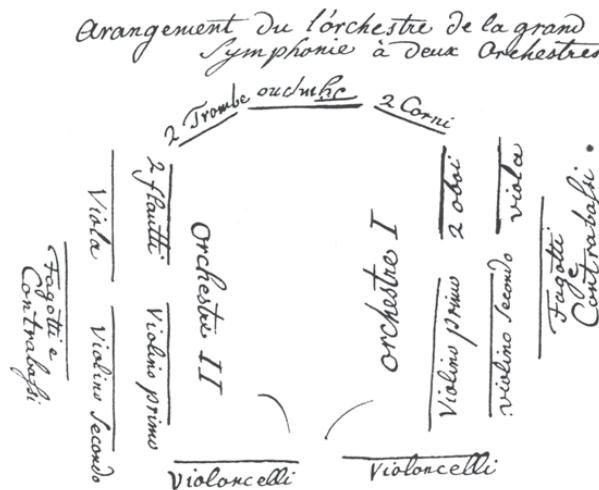 Arangement du l'orchestre de la grand
Symphonie à deux Orchestres
2 Trombe
2 Corni
Viola
2 flautti
Orchestre II
Fagotti e
Contrabassi
Violino secondo
Violino primo
Violoncelli
orchestre I
2 oboi
viola
Violino primo
violino secondo
Fagotti
e
Contrabassi.
Violoncelli